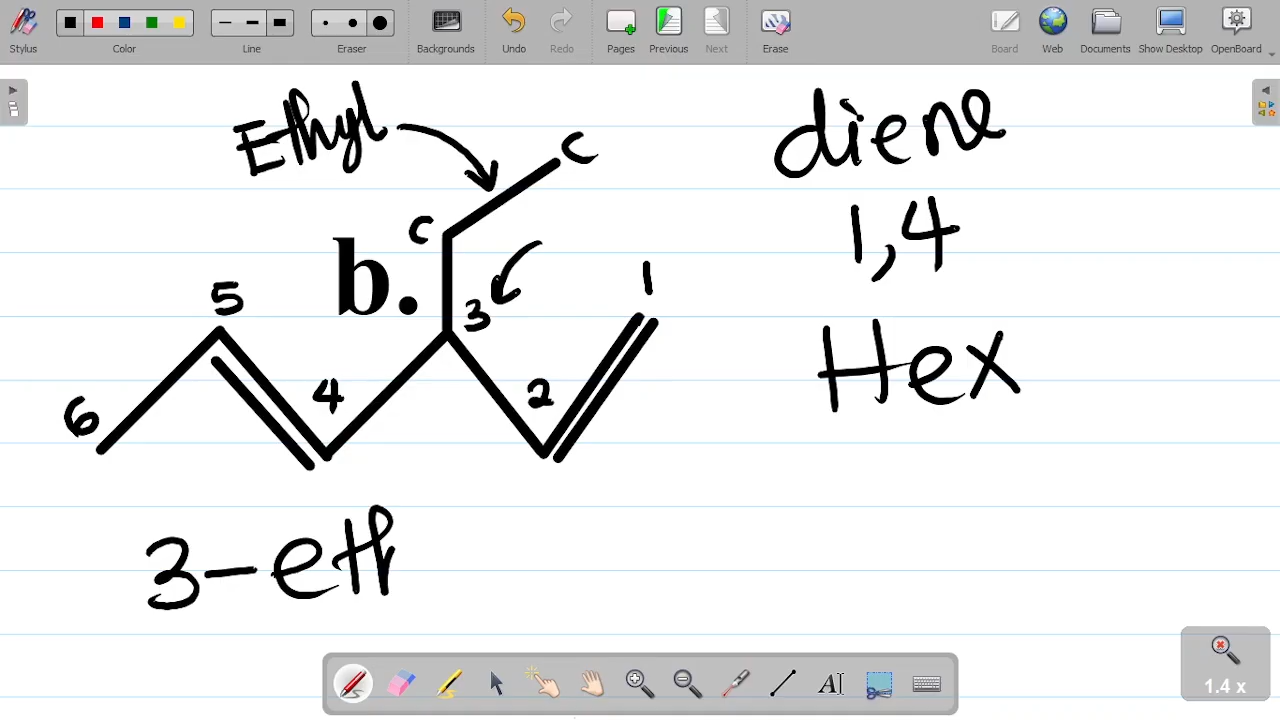 Stylus Color Line Eraser Backgrounds Undo Redo Pages Previous Next Erase Board Web Documents Show Desktop OpenBoard
Ethyl
C
diene
C
1,4
b.
5
3
1
Hex
6
4
2
3-eth
AI
1.4 x